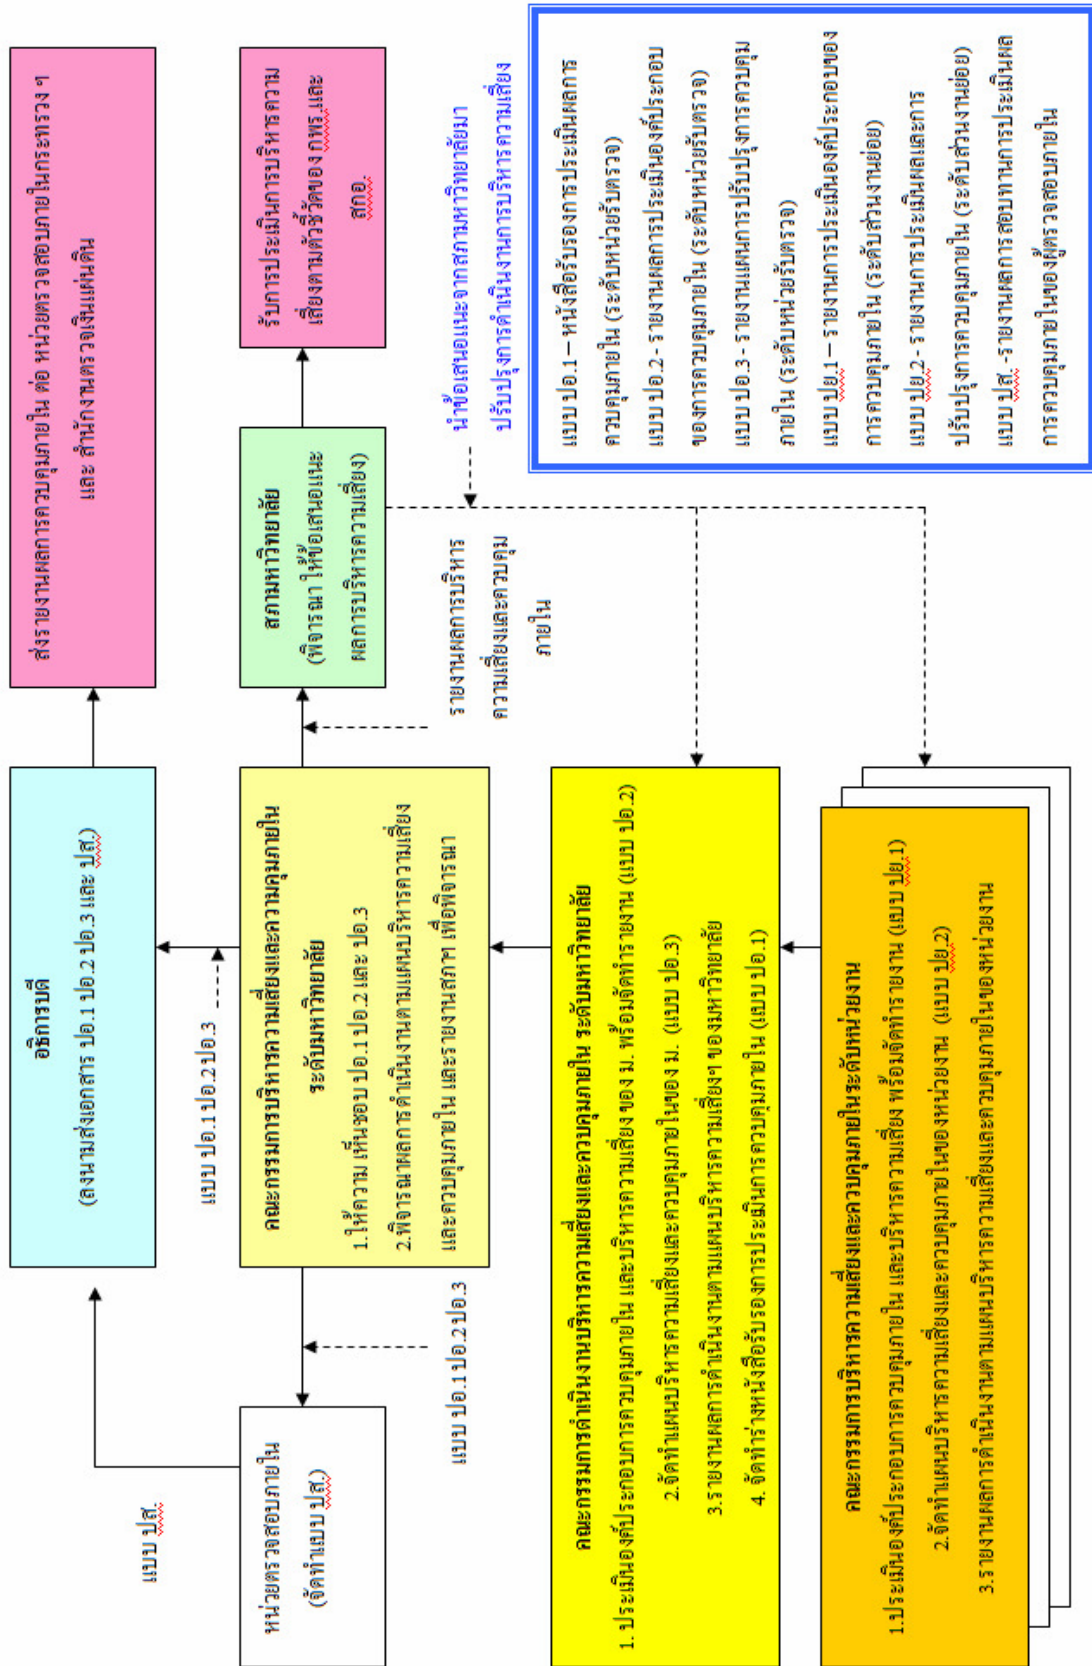 อธิการบดี
(ลงนามส่งเอกสาร ปอ.1 ปอ.2 ปอ.3 และ ปส.)
ส่งรายงานผลการควบคุมภายใน ต่อ หน่วยตรวจสอบภายในกระทรวง ฯ
และ สำนักงานตรวจเงินแผ่นดิน
แบบ ปส.
แบบ ปอ.1 ปอ.2 ปอ.3
หน่วยตรวจสอบภายใน
(จัดทำแบบ ปส.)
คณะกรรมการบริหารความเสี่ยงและความคุมภายใน
ระดับมหาวิทยาลัย
1.ให้ความเห็นชอบ ปอ.1 ปอ.2 และ ปอ.3
2.พิจารณาผลการดำเนินงานตามแผนบริหารความเสี่ยง
และควบคุมภายใน และรายงานสภาฯ เพื่อพิจารณา
สภามหาวิทยาลัย
(พิจารณา ให้ข้อเสนอแนะ
ผลการบริหารความเสี่ยง)
รับการประเมินการบริหารความ
เสี่ยงตามตัวชี้วัดของ กพร.และ
สกอ.
แบบ ปอ.1 ปอ.2 ปอ.3
รายงานผลการบริหาร
ความเสี่ยงและควบคุม
ภายใน
นำข้อเสนอแนะจากสภามหาวิทยาลัยมา
ปรับปรุงการดำเนินงานการบริหารความเสี่ยง
คณะกรรมการดำเนินงานบริหารความเสี่ยงและควบคุมภายใน ระดับมหาวิทยาลัย
1. ประเมินองค์ประกอบการควบคุมภายใน และบริหารความเสี่ยง ของ ม. พร้อมจัดทำรายงาน (แบบ ปอ.2)
2.จัดทำแผนบริหารความเสี่ยงและควบคุมภายในของ ม. (แบบ ปอ.3)
3.รายงานผลการดำเนินงานตามแผนบริหารความเสี่ยงฯ ของมหาวิทยาลัย
4. จัดทำร่างหนังสือรับรองการประเมินการควบคุมภายใน (แบบ ปอ.1)
คณะกรรมการบริหารความเสี่ยงและควบคุมภายในระดับหน่วยงาน
1.ประเมินองค์ประกอบการควบคุมภายใน และบริหารความเสี่ยง พร้อมจัดทำรายงาน (แบบ ปย.1)
2.จัดทำแผนบริหารความเสี่ยงและควบคุมภายในของหน่วยงาน (แบบ ปย.2)
3.รายงานผลการดำเนินงานตามแผนบริหารความเสี่ยงและควบคุมภายในของหน่วยงาน
แบบ ปอ.1 – หนังสือรับรองการประเมินผลการ
ควบคุมภายใน (ระดับหน่วยรับตรวจ)
แบบ ปอ.2 - รายงานผลการประเมินองค์ประกอบ
ของการควบคุมภายใน (ระดับหน่วยรับตรวจ)
แบบ ปอ.3 - รายงานแผนการปรับปรุงการควบคุม
ภายใน (ระดับหน่วยรับตรวจ)
แบบ ปย.1 – รายงานการประเมินองค์ประกอบของ
การควบคุมภายใน (ระดับส่วนงานย่อย)
แบบ ปย.2 - รายงานการประเมินผลและการ
ปรับปรุงการควบคุมภายใน (ระดับส่วนงานย่อย)
แบบ ปส. -รายงานผลการสอบทานการประเมินผล
การควบคุมภายในของผู้ตรวจสอบภายใน